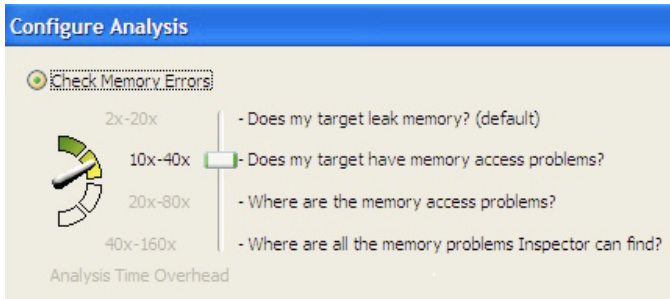 Configure Analysis
Check Memory Errors
2x-20x - Does my target leak memory? (default)
10x-40x - Does my target have memory access problems?
20x-80x - Where are the memory access problems?
40x-160x - Where are all the memory problems Inspector can find?
Analysis Time Overhead